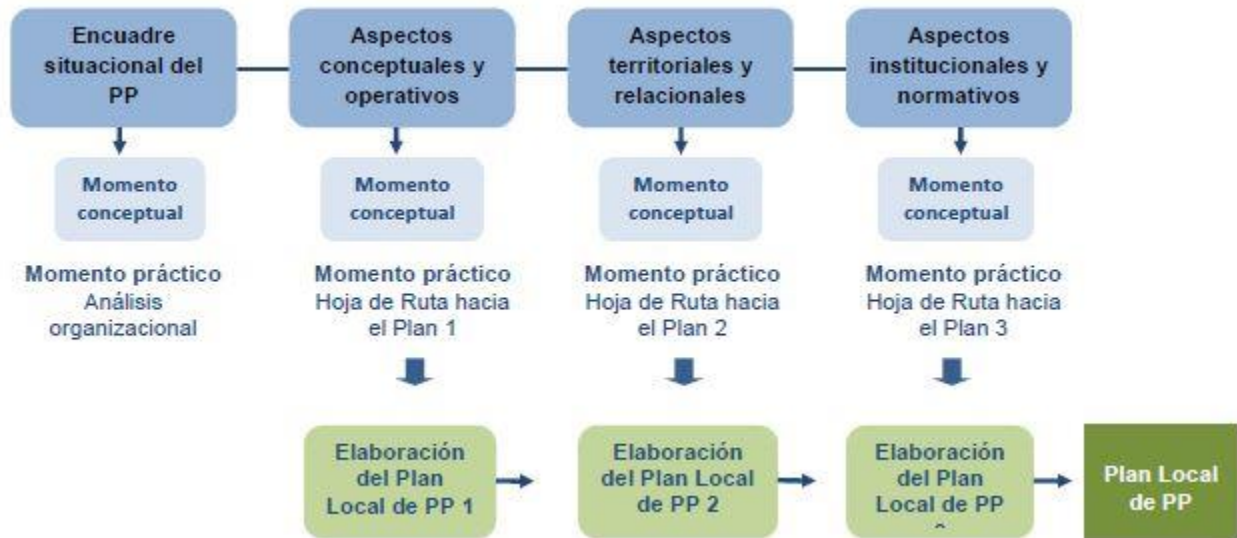 Encuadre
situacional del
PP
Aspectos
conceptuales y
operativos
Aspectos
territoriales y
relacionales
Aspectos
institucionales y
normativos
Momento
conceptual
Momento
conceptual
Momento
conceptual
Momento
conceptual
Momento práctico
Análisis
organizacional
Momento práctico
Hoja de Ruta hacia
el Plan 1
Momento práctico
Hoja de Ruta hacia
el Plan 2
Momento práctico
Hoja de Ruta hacia
el Plan 3
Elaboración
del Plan
Local de PP 1
Elaboración
del Plan Local
de PP 2
Elaboración
del Plan
Local de PP
Plan Local
de PP